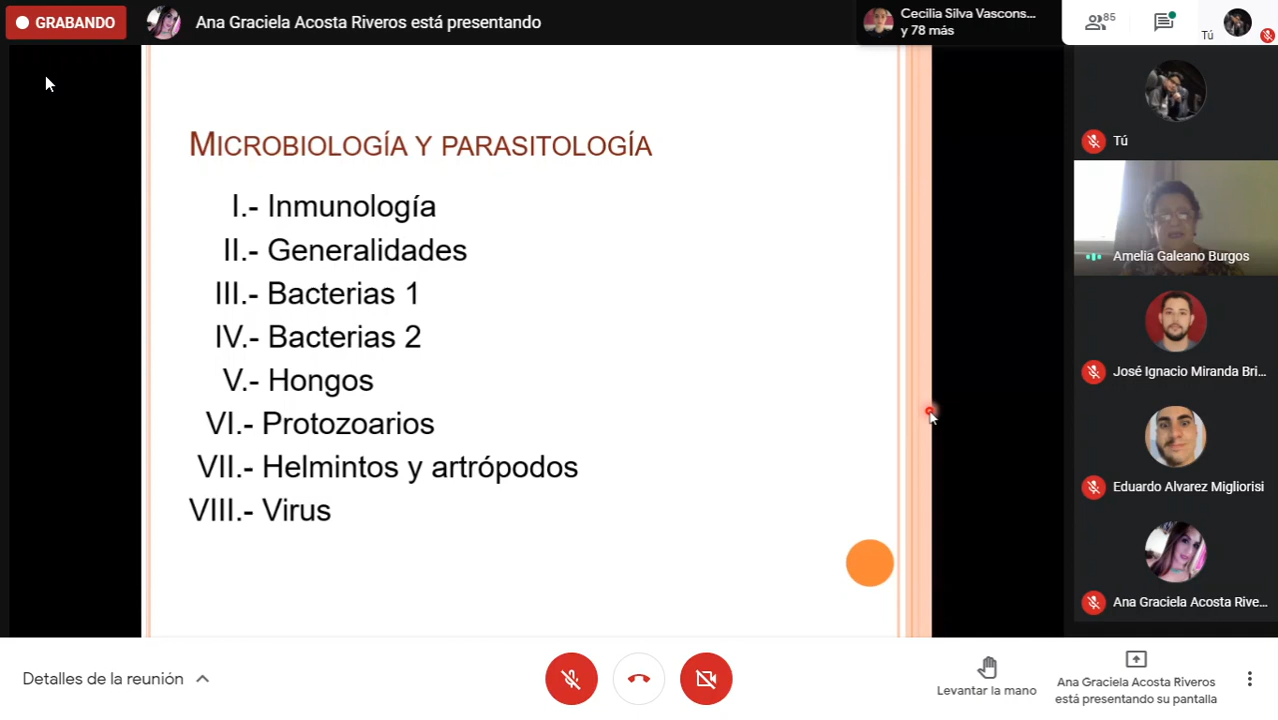 GRABANDO
Ana Graciela Acosta Riveros está presentando
Cecilia Silva Vascons...
y 78 más
85
Tú
MICROBIOLOGÍA Y PARASITOLOGÍA
I.- Inmunología
II.- Generalidades
III.- Bacterias 1
IV.- Bacterias 2
V.- Hongos
VI.- Protozoarios
VII.- Helmintos y artrópodos
VIII.- Virus
Tú
Amelia Galeano Burgos
José Ignacio Miranda Bri...
Eduardo Alvarez Migliorisi
Ana Graciela Acosta Rive...
Detalles de la reunión
Levantar la mano
Ana Graciela Acosta Riveros
está presentando su pantalla